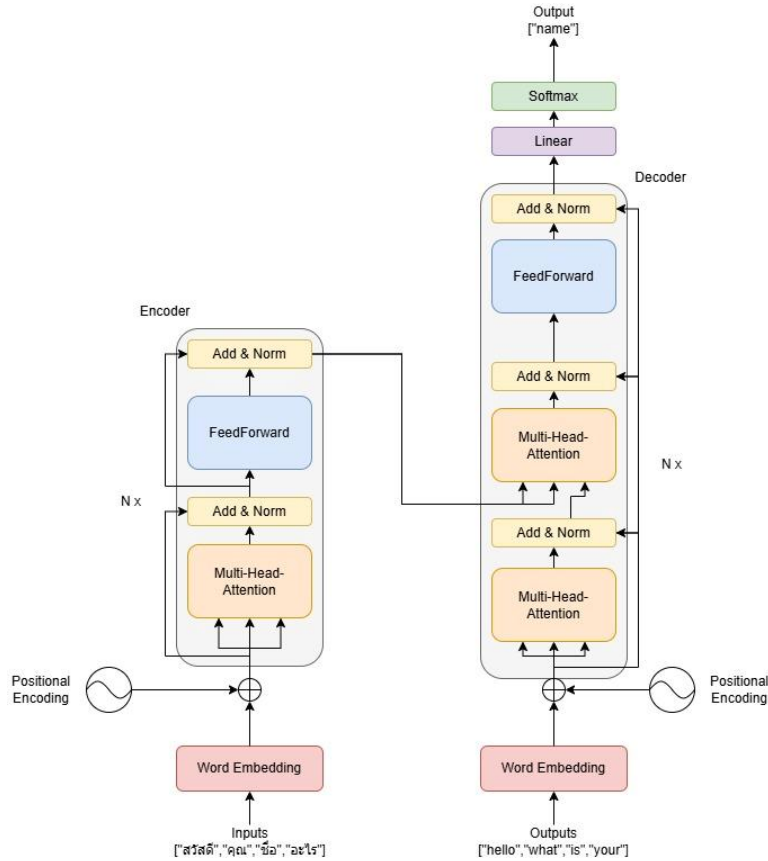 Output
["name"]
Softmax
Linear
Decoder
Add & Norm
FeedForward
Add & Norm
Multi-Head-
Attention
N x
Add & Norm
Multi-Head-
Attention
Encoder
Add & Norm
FeedForward
N x
Add & Norm
Multi-Head-
Attention
Positional
Encoding
Positional
Encoding
Word Embedding
Word Embedding
Inputs
["สวัสดี","คุณ","ชื่อ","อะไร"]
Outputs
["hello","what","is","your"]